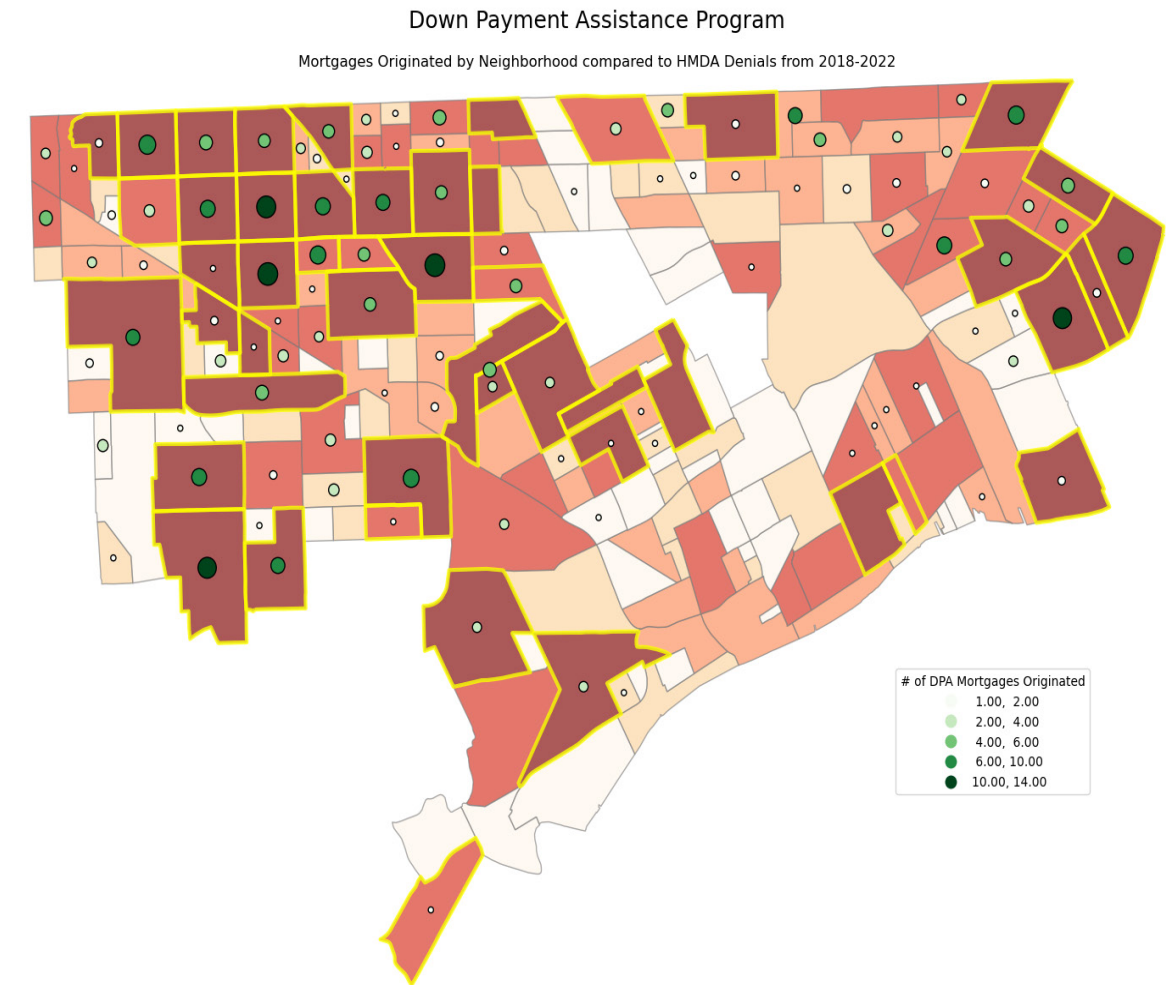 Down Payment Assistance Program
Mortgages Originated by Neighborhood compared to HMDA Denials from 2018-2022
# of DPA Mortgages Originated
1.00, 2.00
2.00, 4.00
4.00, 6.00
6.00, 10.00
10.00, 14.00